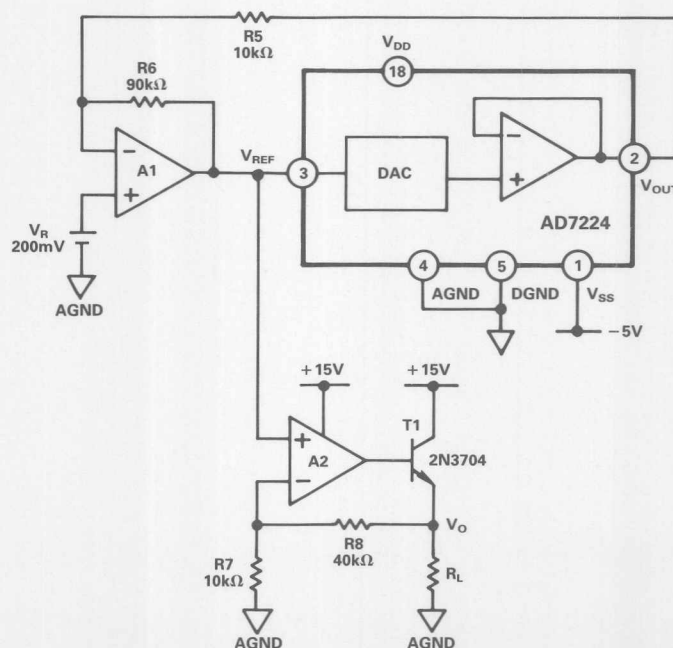 R5
10kΩ
R6
90kΩ
VDD
18
−
A1
+
VREF
3
DAC
−
+
2
VOUT
AD7224
VR
200mV
AGND
4
5
1
AGND
DGND
VSS
−5V
+15V
+15V
T1
+
A2
−
2N3704
R8
40kΩ
VO
R7
10kΩ
RL
AGND
AGND